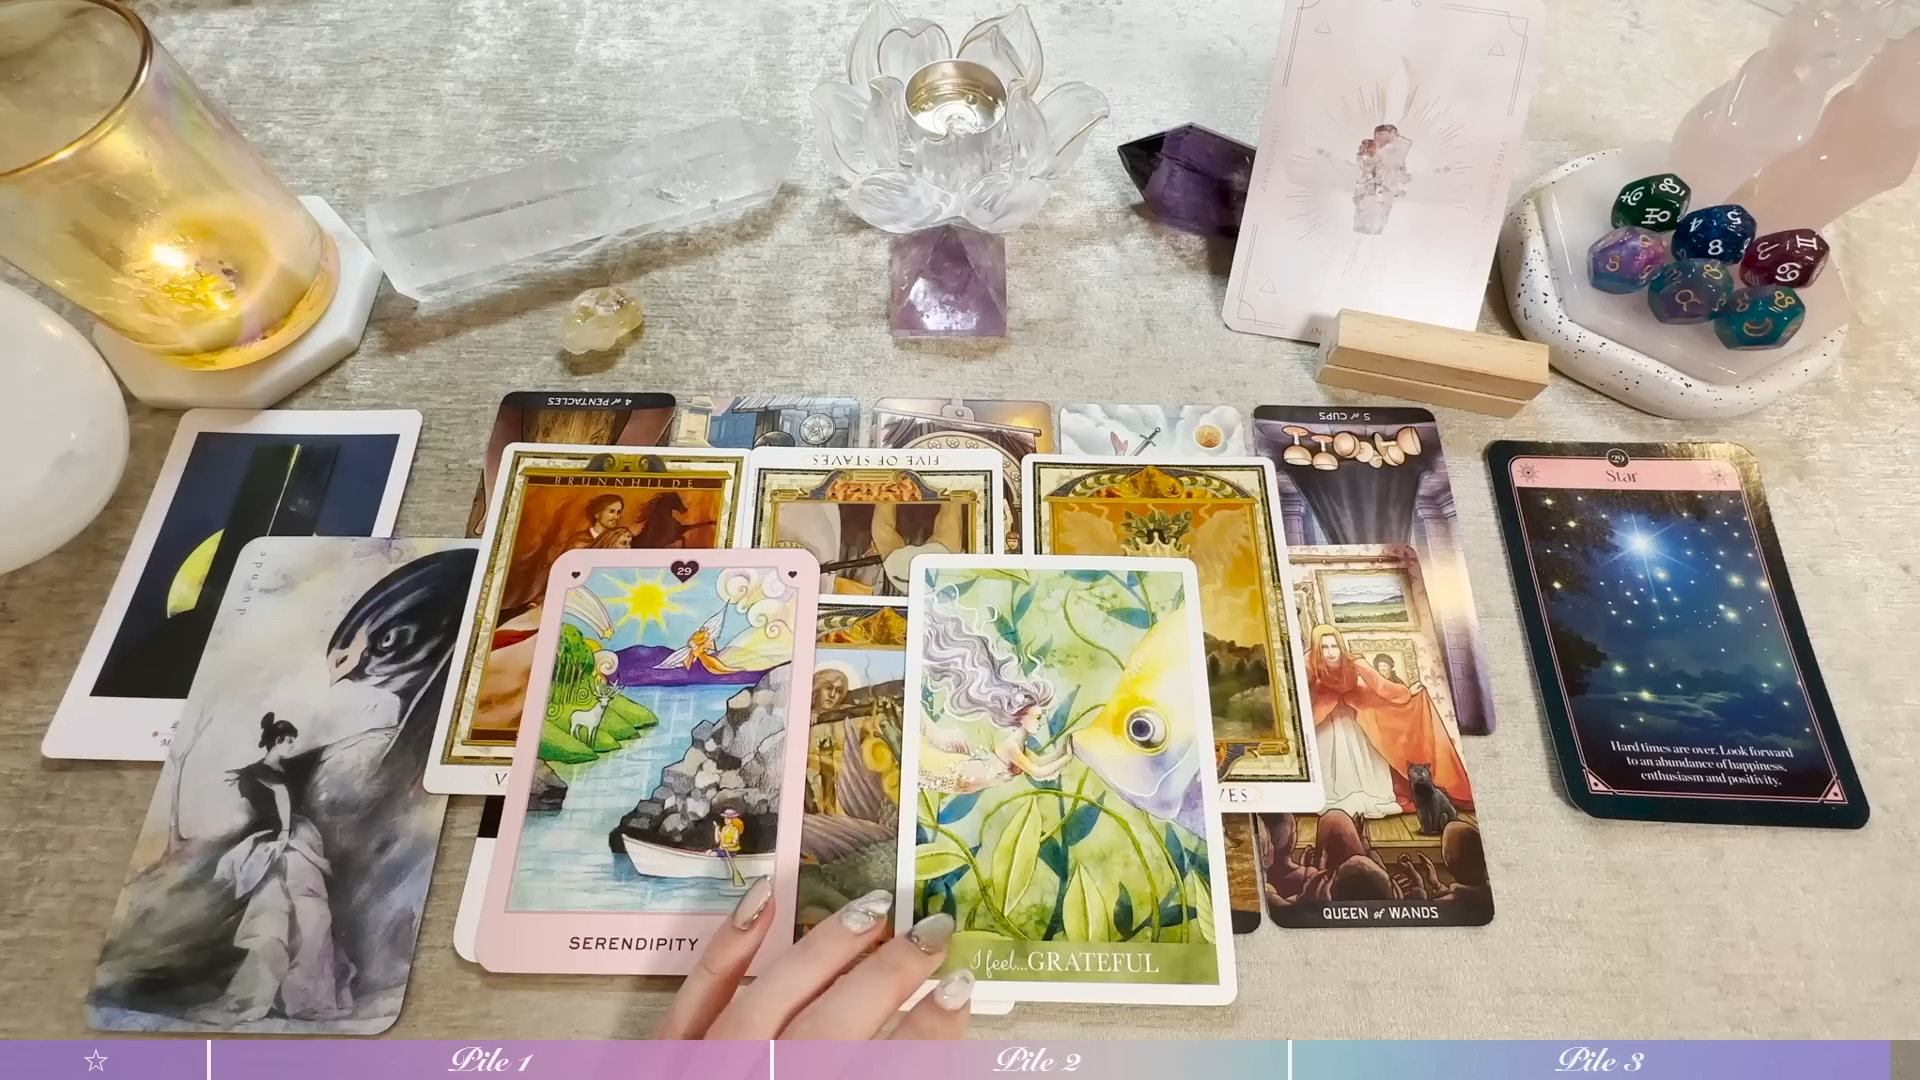 4 of PENTACLES
5 of CUPS
BRUNNHILDE
FIVE OF STAVES
29
Star
29
duende
Hard times are over. Look forward
to an abundance of happiness,
enthusiasm and positivity.
QUEEN of WANDS
SERENDIPITY
I feel...GRATEFUL
☆ Pile 1 Pile 2 Pile 3